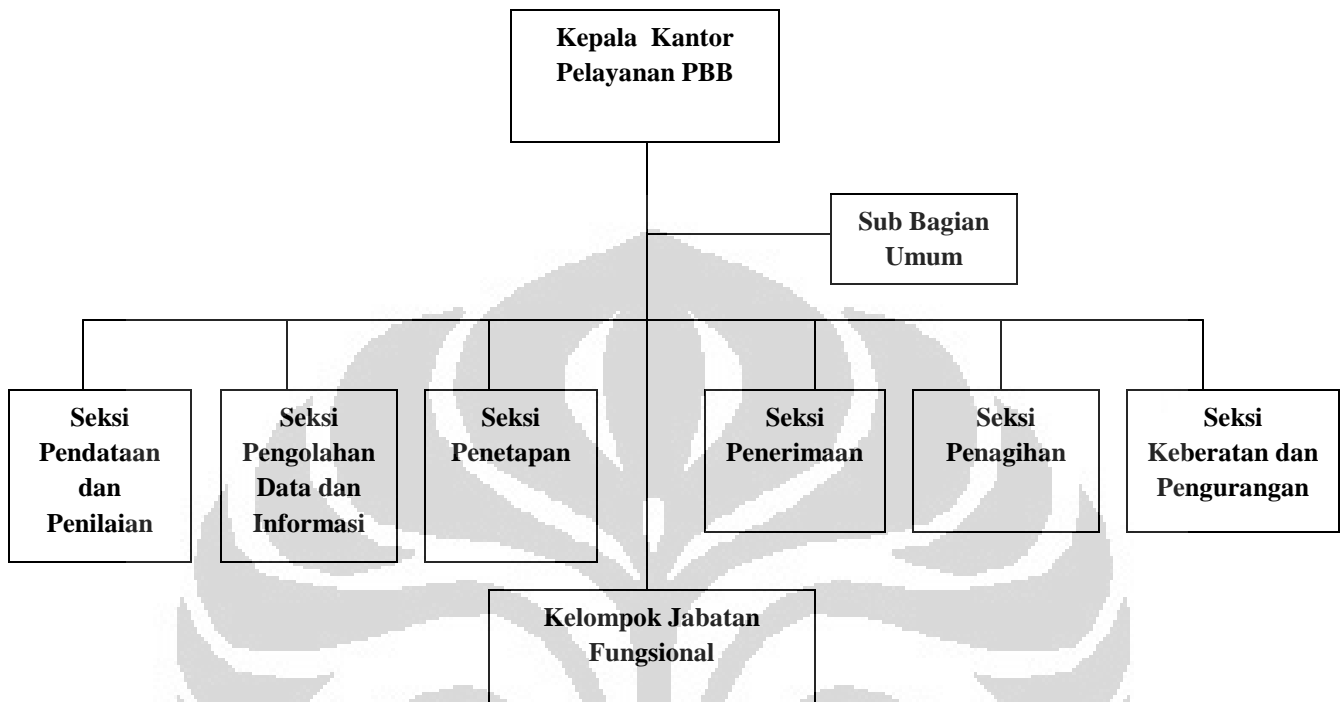 Kepala Kantor
Pelayanan PBB
Sub Bagian
Umum
Seksi
Pendataan
dan
Penilaian
Seksi
Pengolahan
Data dan
Informasi
Seksi
Penetapan
Seksi
Penerimaan
Seksi
Penagihan
Seksi
Keberatan dan
Pengurangan
Kelompok Jabatan
Fungsional